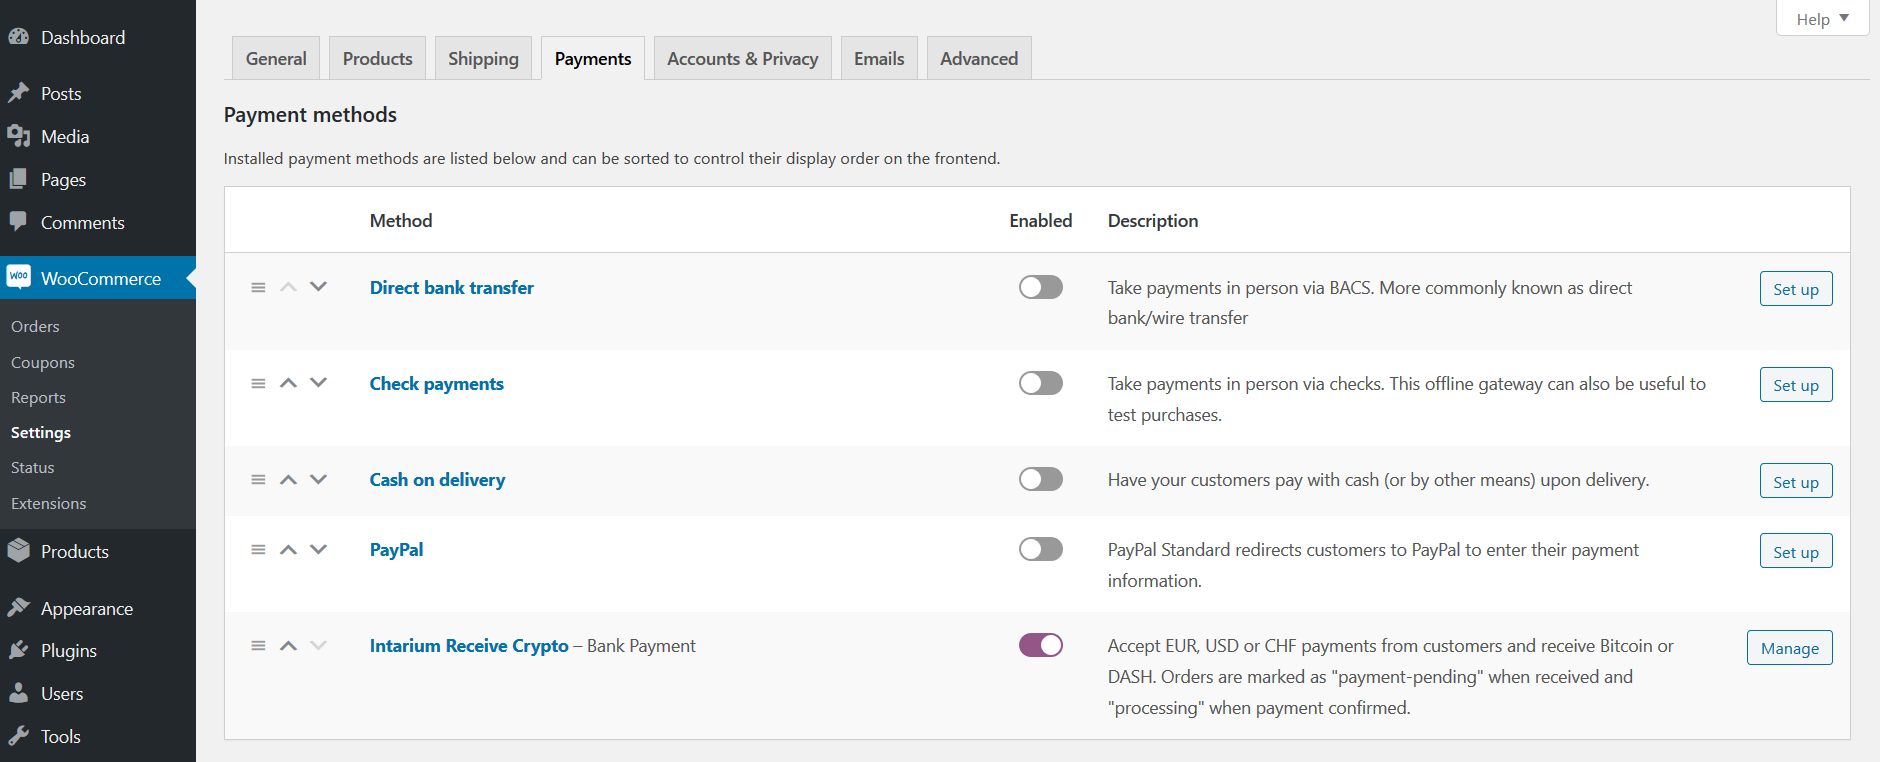 Help
Dashboard
Posts
Media
Pages
Comments
Woo WooCommerce
Orders
Coupons
Reports
Settings
Status
Extensions
Products
Appearance
Plugins
Users
Tools
General Products Shipping Payments Accounts & Privacy Emails Advanced
Payment methods
Installed payment methods are listed below and can be sorted to control their display order on the frontend.
Method Enabled Description
Direct bank transfer Take payments in person via BACS. More commonly known as direct Set up
bank/wire transfer
Check payments Take payments in person via checks. This offline gateway can also be useful to Set up
test purchases.
Cash on delivery Have your customers pay with cash (or by other means) upon delivery. Set up
PayPal PayPal Standard redirects customers to PayPal to enter their payment Set up
information.
Intarium Receive Crypto – Bank Payment Accept EUR, USD or CHF payments from customers and receive Bitcoin or Manage
DASH. Orders are marked as "payment-pending" when received and
"processing" when payment confirmed.